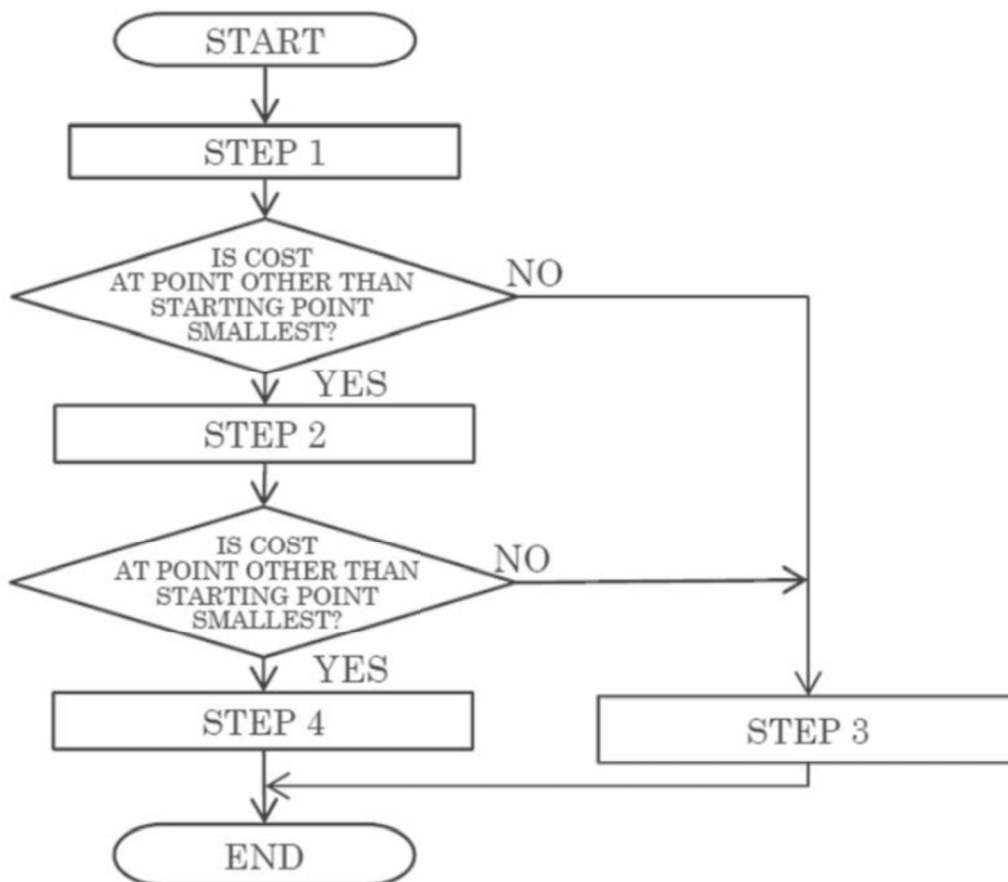 START
STEP 1
IS COST
AT POINT OTHER THAN
STARTING POINT
SMALLEST?
NO
YES
STEP 2
IS COST
AT POINT OTHER THAN
STARTING POINT
SMALLEST?
NO
YES
STEP 4
STEP 3
END